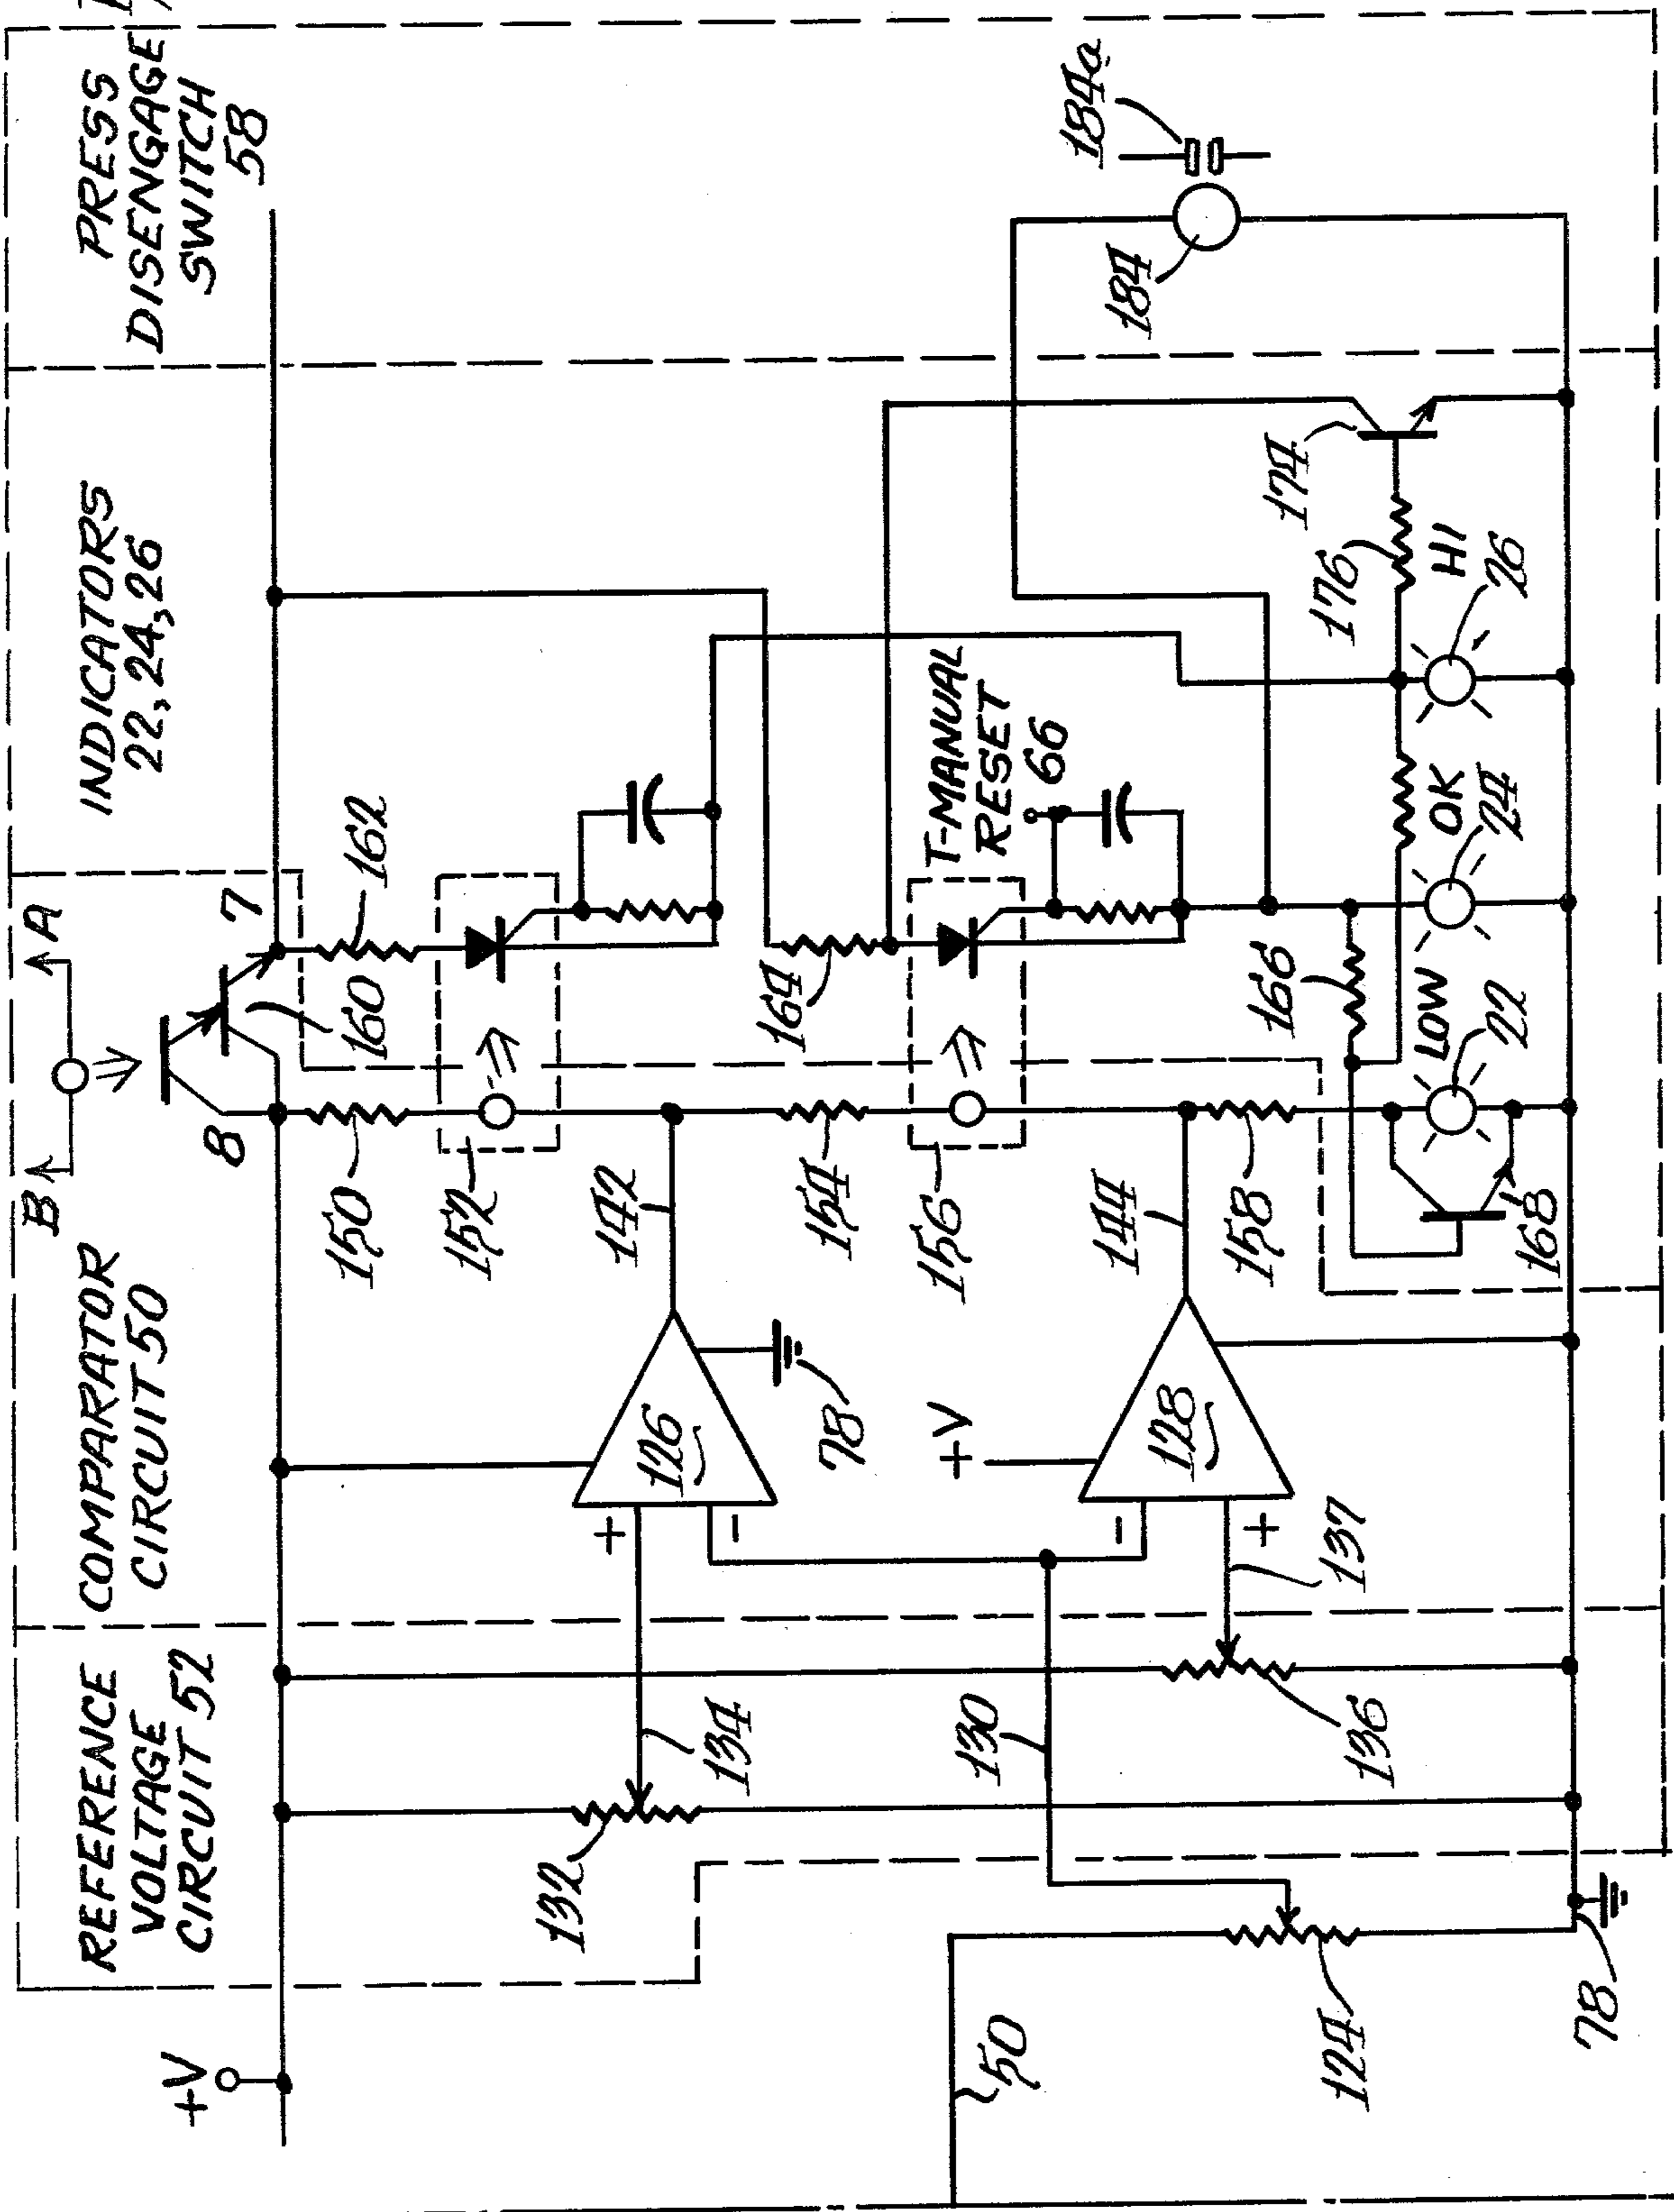 REFERENCE
VOLTAGE
CIRCUIT 52
COMPARATOR
CIRCUIT 50
INDICATORS
22, 24, 26
PRESS
DISENGAGE
SWITCH
58
B
A
+V
8
7
160
162
150
152
142
154
156
144
158
164
T-MANUAL
RESET
66
184
184a
126
+
-
78
+V
128
-
+
137
134
132
130
136
50
124
78
166
168
LOW
22
OK
24
HI
26
176
174